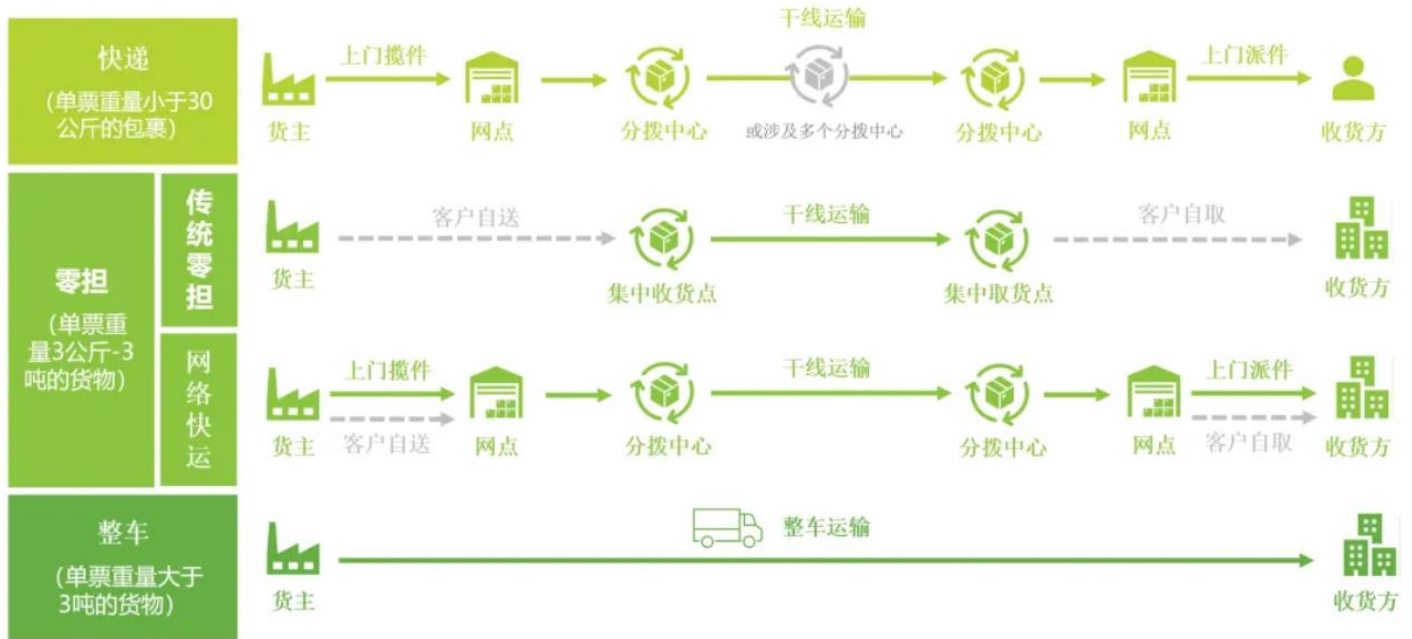 快递
（单票重量小于30
公斤的包裹）
干线运输
上门揽件
上门派件
货主
网点
分拨中心
或涉及多个分拨中心
分拨中心
网点
收货方
零担
（单票重
量3公斤-3
吨的货物）
传统零担
客户自送
干线运输
客户自取
货主
集中收货点
集中取货点
收货方
网络快运
上门揽件
干线运输
上门派件
客户自送
客户自取
货主
网点
分拨中心
分拨中心
网点
收货方
整车
（单票重量大于
3吨的货物）
整车运输
货主
收货方